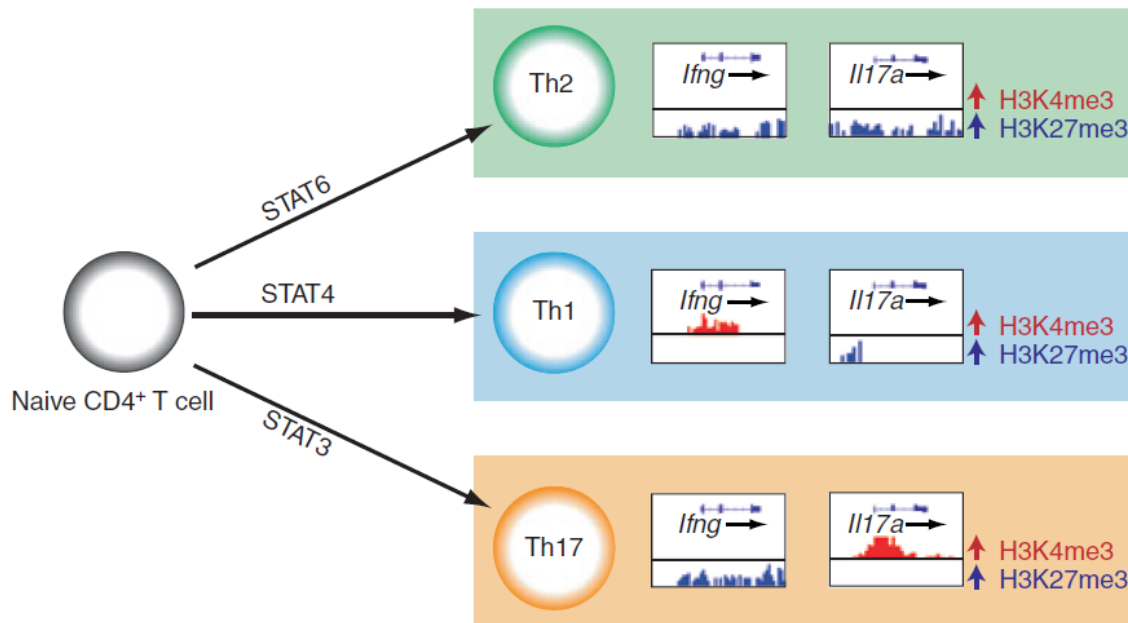 Th2
Ifng
Il17a
H3K4me3
H3K27me3
STAT6
Naive CD4⁺ T cell
STAT4
Th1
Ifng
Il17a
H3K4me3
H3K27me3
STAT3
Th17
Ifng
Il17a
H3K4me3
H3K27me3